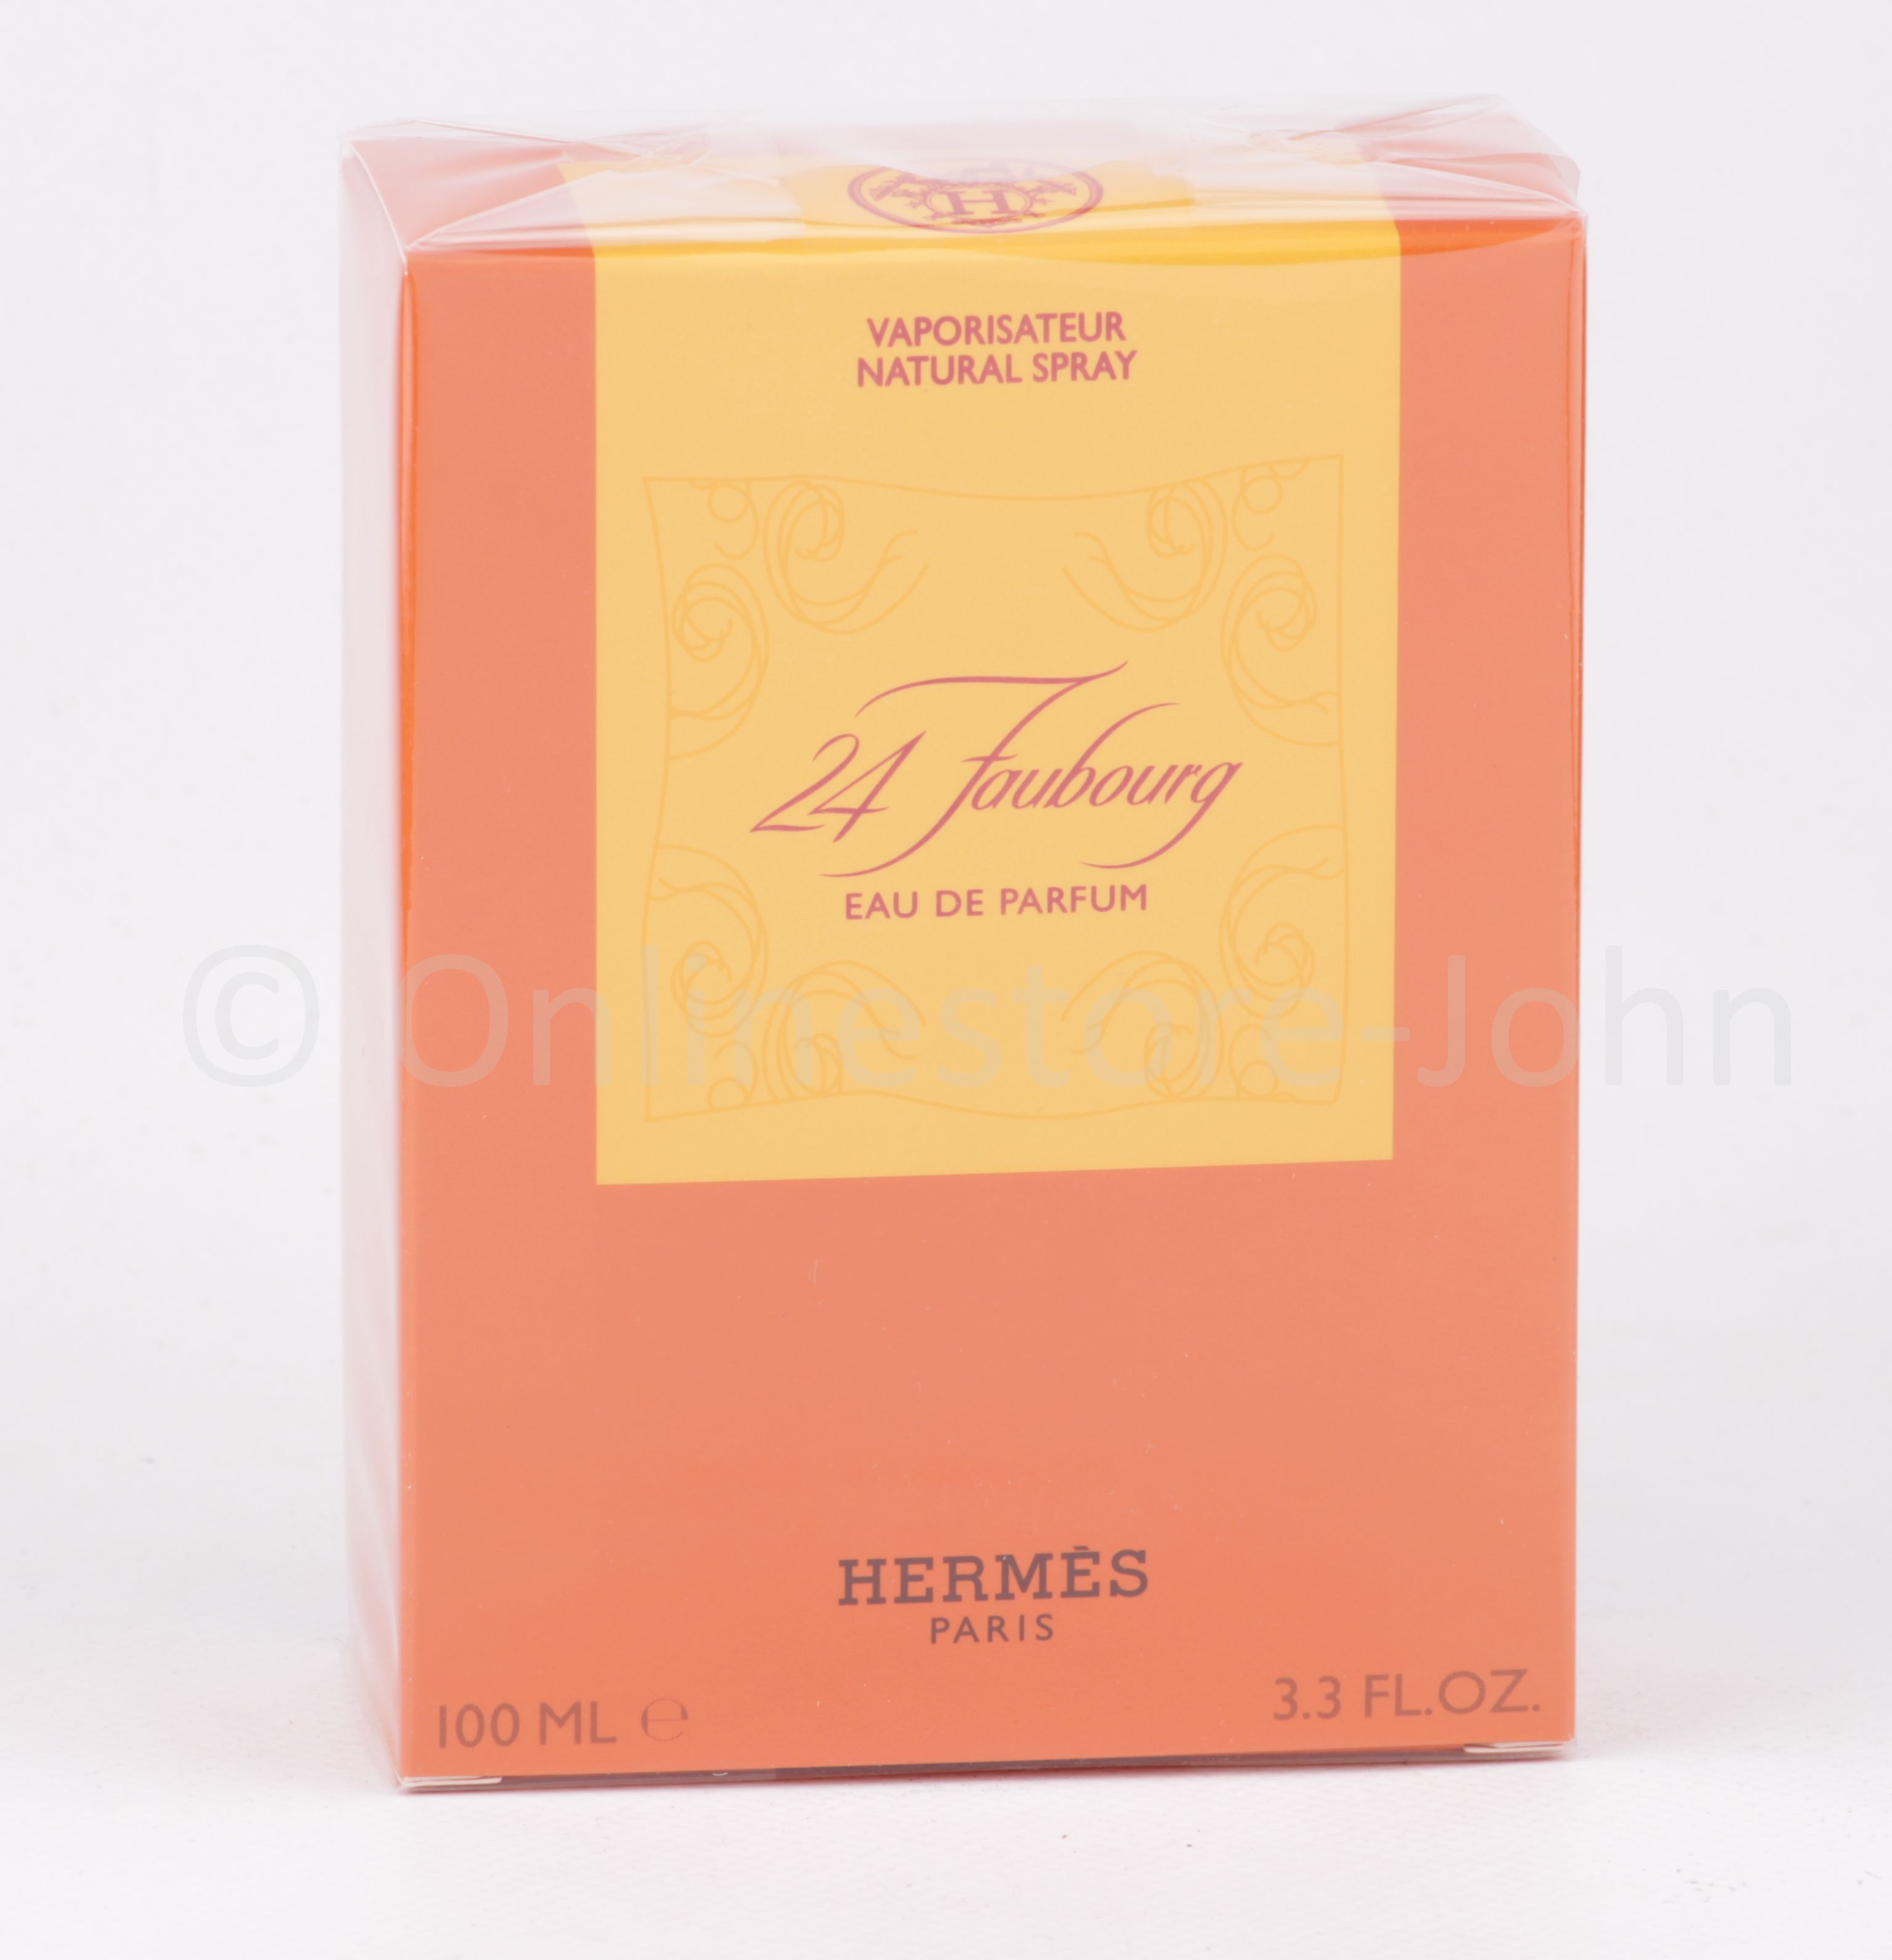 H
VAPORISATEUR
NATURAL SPRAY
24 Faubourg
EAU DE PARFUM
© Onlinestore-John
HERMÈS
PARIS
100 ML ℮
3.3 FL.OZ.